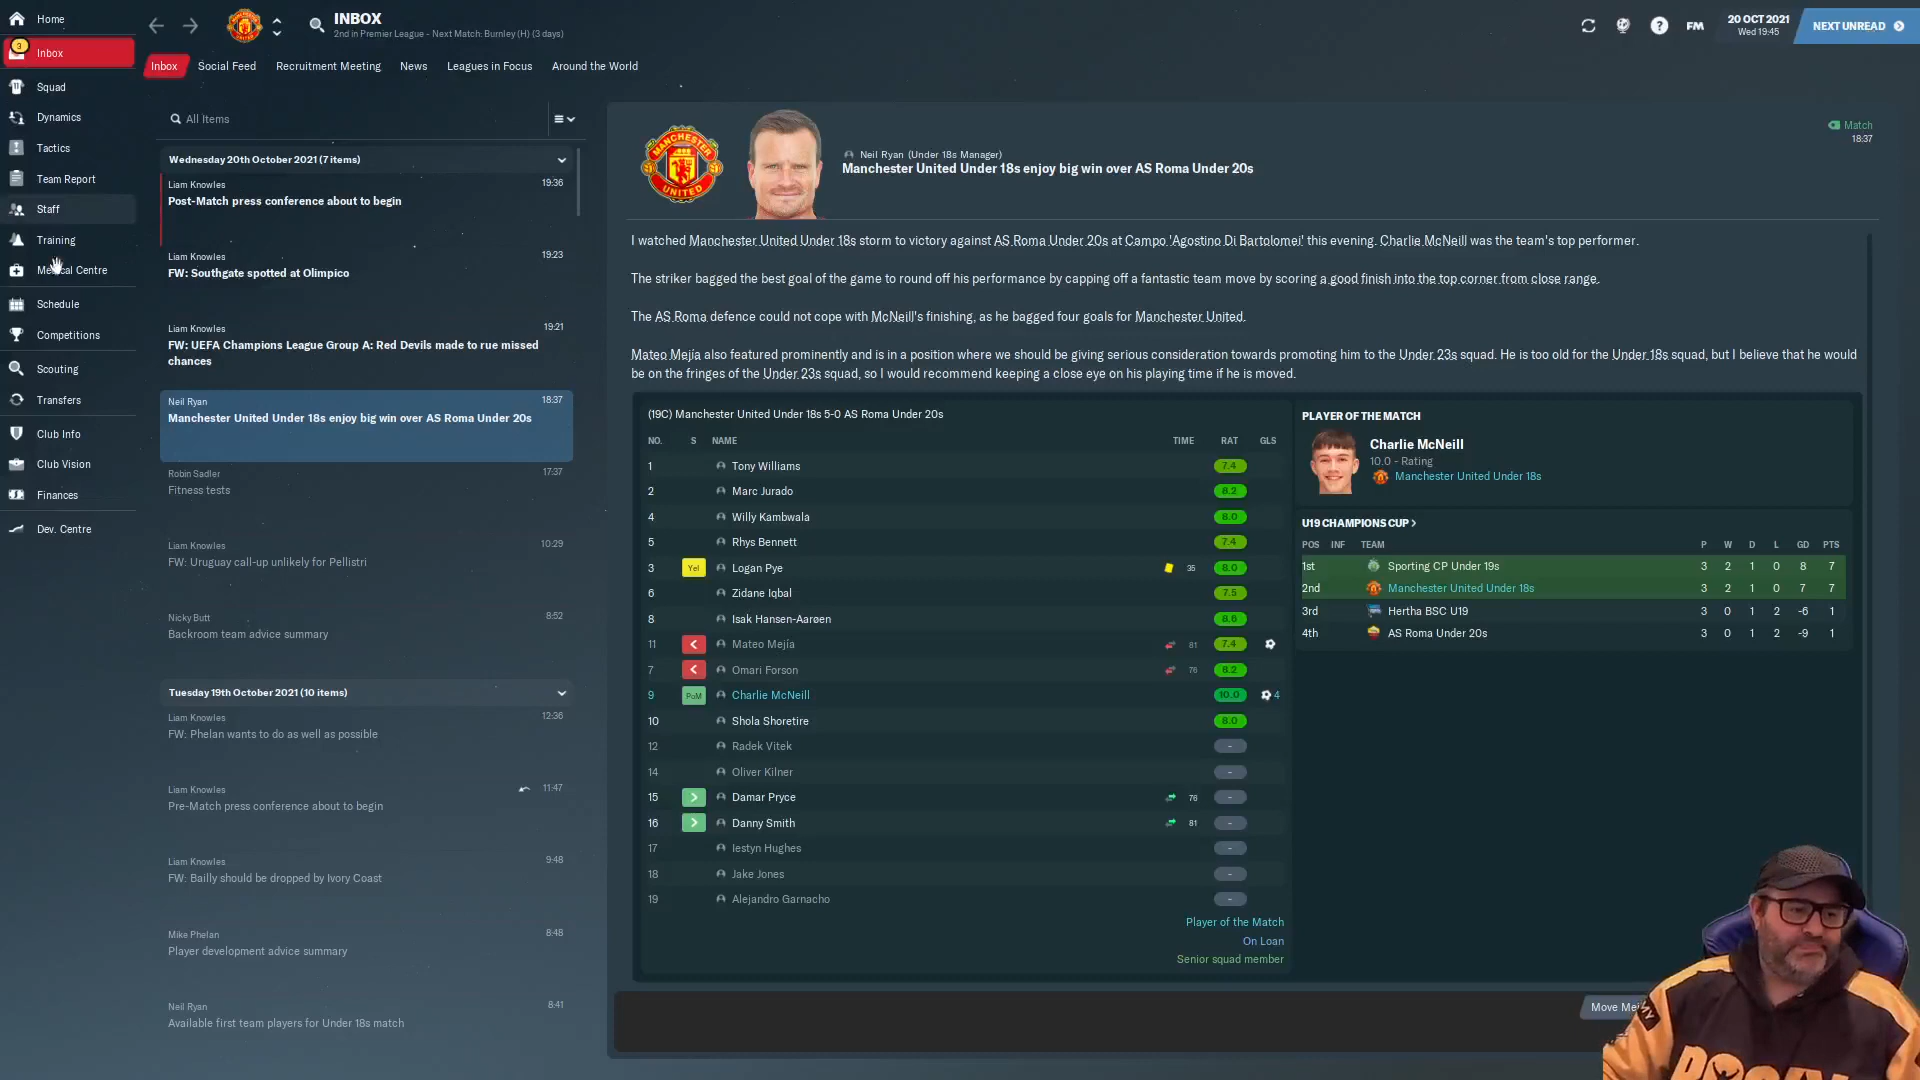 Home
3
Inbox
Squad
Dynamics
Tactics
Team Report
Staff
Training
Medical Centre
Schedule
Competitions
Scouting
Transfers
Club Info
Club Vision
Finances
Dev. Centre
INBOX
2nd in Premier League - Next Match: Burnley (H) (3 days)
? FM 20 OCT 2021
Wed 19:45
NEXT UNREAD
Inbox Social Feed Recruitment Meeting News Leagues in Focus Around the World
All Items
Wednesday 20th October 2021 (7 items)
Liam Knowles 19:36
Post-Match press conference about to begin
Liam Knowles 19:23
FW: Southgate spotted at Olimpico
Liam Knowles 19:21
FW: UEFA Champions League Group A: Red Devils made to rue missed
chances
Neil Ryan 18:37
Manchester United Under 18s enjoy big win over AS Roma Under 20s
Robin Sadler 17:37
Fitness tests
Liam Knowles 10:29
FW: Uruguay call-up unlikely for Pellistri
Nicky Butt 8:52
Backroom team advice summary
Tuesday 19th October 2021 (10 items)
Liam Knowles 12:36
FW: Phelan wants to do as well as possible
Liam Knowles 11:47
Pre-Match press conference about to begin
Liam Knowles 9:48
FW: Bailly should be dropped by Ivory Coast
Mike Phelan 8:48
Player development advice summary
Neil Ryan 8:41
Available first team players for Under 18s match
MANCHESTER
UNITED
Neil Ryan (Under 18s Manager)
Manchester United Under 18s enjoy big win over AS Roma Under 20s
Match
18:37
I watched Manchester United Under 18s storm to victory against AS Roma Under 20s at Campo 'Agostino Di Bartolomei' this evening. Charlie McNeill was the team's top performer.
The striker bagged the best goal of the game to round off his performance by capping off a fantastic team move by scoring a good finish into the top corner from close range.
The AS Roma defence could not cope with McNeill's finishing, as he bagged four goals for Manchester United.
Mateo Mejía also featured prominently and is in a position where we should be giving serious consideration towards promoting him to the Under 23s squad. He is too old for the Under 18s squad, but I believe that he would
be on the fringes of the Under 23s squad, so I would recommend keeping a close eye on his playing time if he is moved.
(19C) Manchester United Under 18s 5-0 AS Roma Under 20s
NO. S NAME TIME RAT GLS
1 Tony Williams 7.4
2 Marc Jurado 8.2
4 Willy Kambwala 8.0
5 Rhys Bennett 7.4
3 Yel Logan Pye 35 8.0
6 Zidane Iqbal 7.5
8 Isak Hansen-Aarøen 8.6
11 Mateo Mejía 81 7.4
7 Omari Forson 76 8.2
9 PoM Charlie McNeill 10.0 4
10 Shola Shoretire 8.0
12 Radek Vitek -
14 Oliver Kilner -
15 Damar Pryce 76 -
16 Danny Smith 81 -
17 Iestyn Hughes -
18 Jake Jones -
19 Alejandro Garnacho -
Player of the Match
On Loan
Senior squad member
PLAYER OF THE MATCH
Charlie McNeill
10.0 - Rating
Manchester United Under 18s
U19 CHAMPIONS CUP >
POS INF TEAM P W D L GD PTS
1st Sporting CP Under 19s 3 2 1 0 8 7
2nd Manchester United Under 18s 3 2 1 0 7 7
3rd Hertha BSC U19 3 0 1 2 -6 1
4th AS Roma Under 20s 3 0 1 2 -9 1
Move